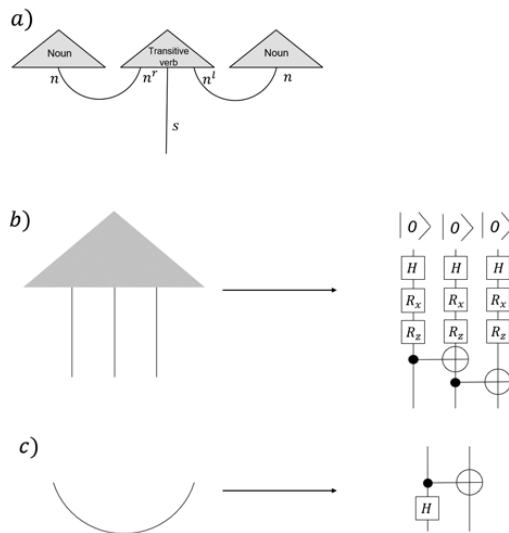 a)
Noun Transitive verb Noun
n n^r n^l n
s
b)
|0⟩ |0⟩ |0⟩
H H H
R_x R_x R_x
R_z R_z R_z
c)
H